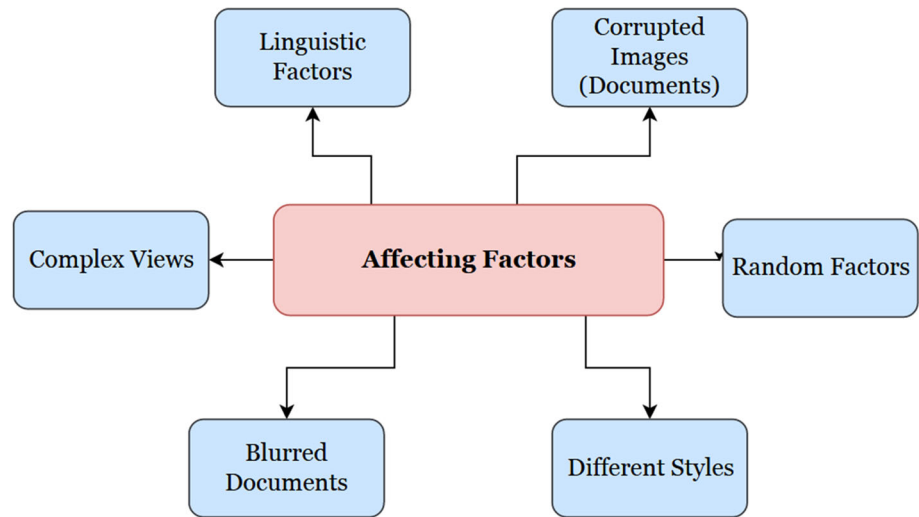 Linguistic
Factors
Corrupted
Images
(Documents)
Complex Views
Affecting Factors
Random Factors
Blurred
Documents
Different Styles